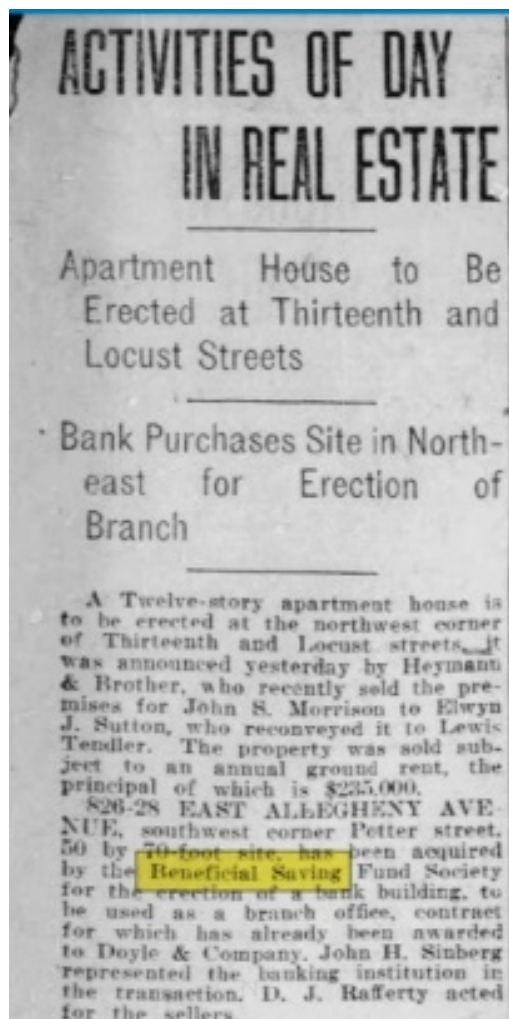 ACTIVITIES OF DAY
IN REAL ESTATE
Apartment House to Be
Erected at Thirteenth and
Locust Streets
Bank Purchases Site in North-
east for Erection of
Branch
A Twelve-story apartment house is
to be erected at the northwest corner
of Thirteenth and Locust streets, it
was announced yesterday by Heymann
& Brother, who recently sold the pre-
mises for John S. Morrison to Elwyn
J. Sutton, who reconveyed it to Lewis
Tendler. The property was sold sub-
ject to an annual ground rent, the
principal of which is $235,000.
826-28 EAST ALLEGHENY AVE-
NUE, southwest corner Potter street,
50 by 70-foot site, has been acquired
by the Beneficial Saving Fund Society
for the erection of a bank building, to
be used as a branch office, contract
for which has already been awarded
to Doyle & Company. John H. Sinberg
represented the banking institution in
the transaction. D. J. Rafferty acted
for the sellers.